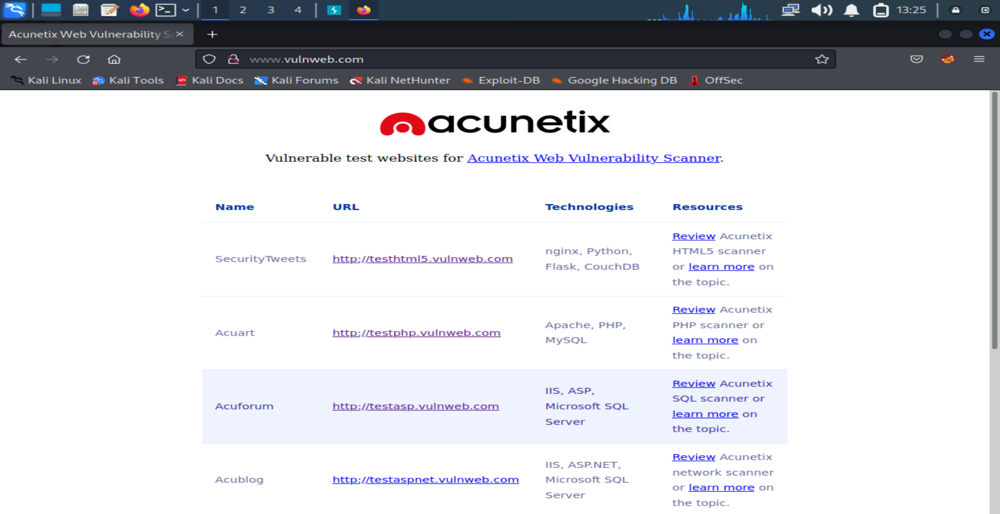 1 2 3 4 13:25
Acunetix Web Vulnerability S
www.vulnweb.com
Kali Linux Kali Tools Kali Docs Kali Forums Kali NetHunter Exploit-DB Google Hacking DB OffSec
acunetix
Vulnerable test websites for Acunetix Web Vulnerability Scanner.
Name URL Technologies Resources
SecurityTweets
http://testhtml5.vulnweb.com
nginx, Python,
Flask, CouchDB
Review Acunetix
HTML5 scanner
or learn more on
the topic.
Acuart
http://testphp.vulnweb.com
Apache, PHP,
MySQL
Review Acunetix
PHP scanner or
learn more on
the topic.
Acuforum
http://testasp.vulnweb.com
IIS, ASP,
Microsoft SQL
Server
Review Acunetix
SQL scanner or
learn more on
the topic.
Acublog
http://testaspnet.vulnweb.com
IIS, ASP.NET,
Microsoft SQL
Server
Review Acunetix
network scanner
or learn more on
the topic.